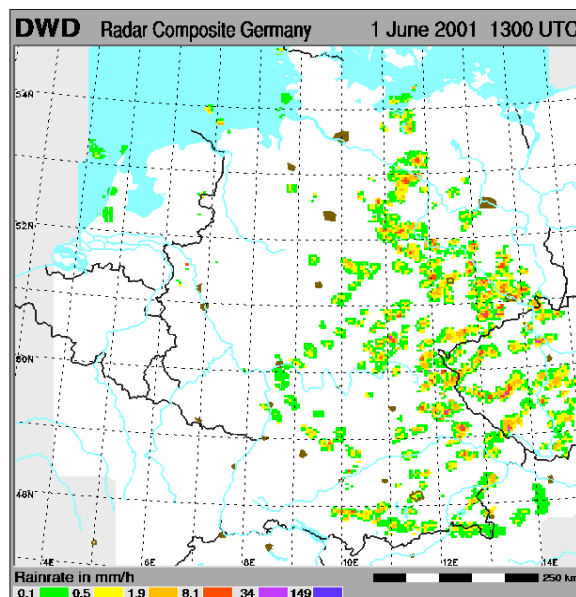 DWD Radar Composite Germany 1 June 2001 1300 UTC
54N
52N
50N
48N
4E 6E 8E 10E 12E 14E
Rainrate in mm/h 250 km
0.1 0.5 1.9 8.1 34 149